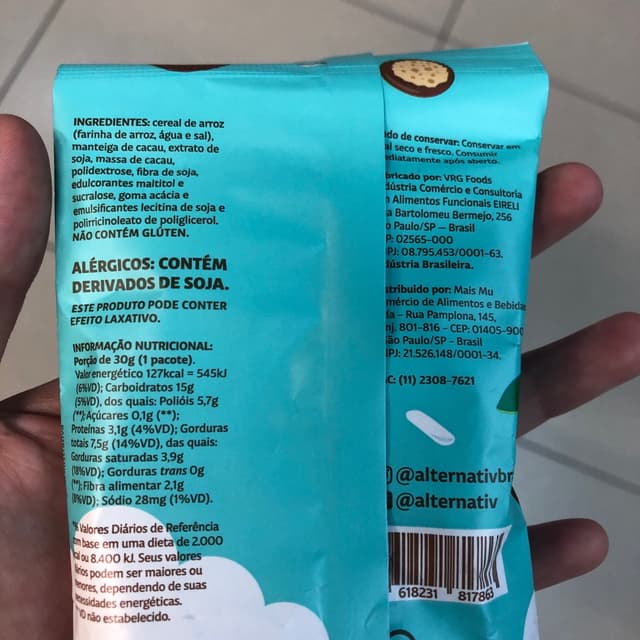 INGREDIENTES: cereal de arroz
(farinha de arroz, água e sal),
manteiga de cacau, extrato de
soja, massa de cacau,
polidextrose, fibra de soja,
edulcorantes maltitol e
sucralose, goma acácia e
emulsificantes lecitina de soja e
polirricinoleato de poliglicerol.
NÃO CONTÉM GLÚTEN.
ALÉRGICOS: CONTÉM
DERIVADOS DE SOJA.
ESTE PRODUTO PODE CONTER
EFEITO LAXATIVO.
INFORMAÇÃO NUTRICIONAL:
Porção de 30g (1 pacote).
Valor energético 127kcal = 545kJ
(6%VD); Carboidratos 15g
(5%VD), dos quais: Polióis 5,7g
(**); Açúcares 0,1g (**);
Proteínas 3,1g (4%VD); Gorduras
totais 7,5g (14%VD), das quais:
Gorduras saturadas 3,9g
(18%VD); Gorduras trans 0g
(**); Fibra alimentar 2,1g
(8%VD); Sódio 28mg (1%VD).
Valores Diários de Referência
com base em uma dieta de 2.000
kcal ou 8.400 kJ. Seus valores
diários podem ser maiores ou
menores, dependendo de suas
necessidades energéticas.
VD não estabelecido.
do de conservar: Conservar em
al seco e fresco. Consumir
ediatamente após aberto.
bricado por: VRG Foods
dústria Comércio e Consultoria
Alimentos Funcionais EIRELI
a Bartolomeu Bermejo, 256
o Paulo/SP – Brasil
P: 02565-000
PJ: 08.795.453/0001-63.
dústria Brasileira.
stribuído por: Mais Mu
mércio de Alimentos e Bebidas
da – Rua Pamplona, 145,
nj. 801-816 - CEP: 01405-900
ão Paulo/SP - Brasil
NPJ: 21.526.148/0001-34.
C: (11) 2308-7621
@alternativbr
@alternativ
618231 817863